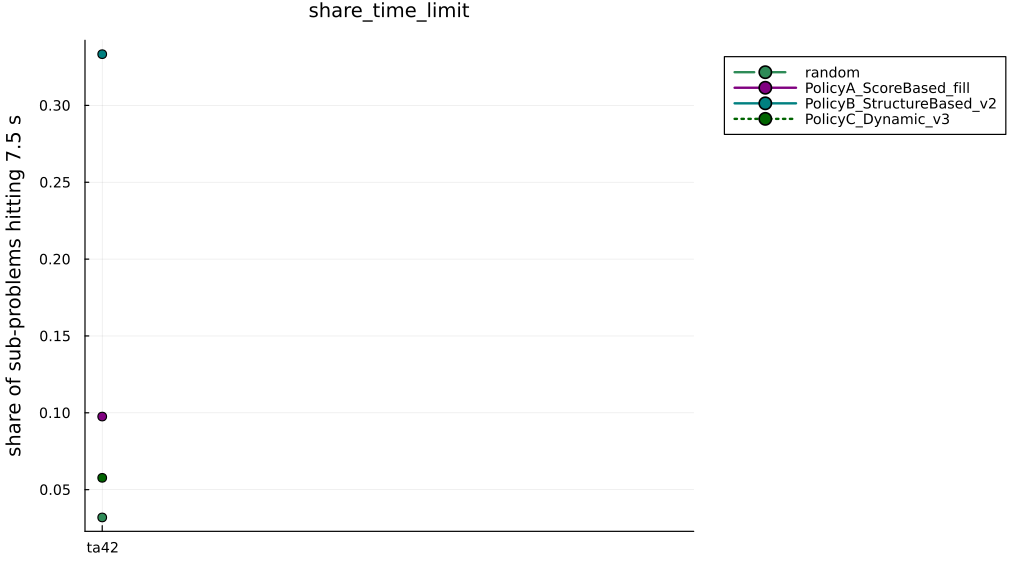 share_time_limit
share of sub-problems hitting 7.5 s
0.30
0.25
0.20
0.15
0.10
0.05
ta42
random
PolicyA_ScoreBased_fill
PolicyB_StructureBased_v2
PolicyC_Dynamic_v3